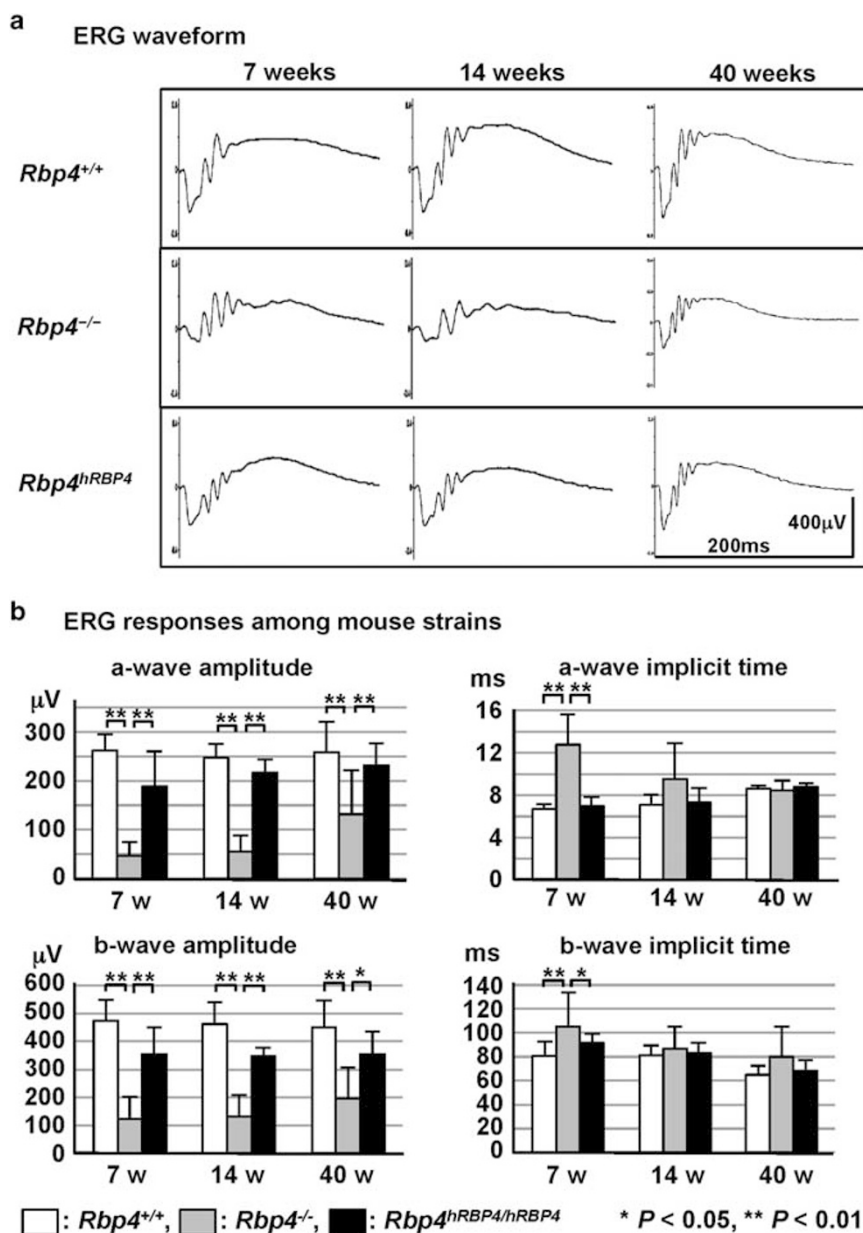 a
ERG waveform
7 weeks 14 weeks 40 weeks
Rbp4+/+
Rbp4−/−
Rbp4hRBP4
400μV
200ms
b
ERG responses among mouse strains
a-wave amplitude
μV
** ** ** ** ** **
300
200
100
0
7 w 14 w 40 w
a-wave implicit time
ms
** **
16
12
8
4
0
7 w 14 w 40 w
b-wave amplitude
μV
600
** ** ** ** ** *
500
400
300
200
100
0
7 w 14 w 40 w
b-wave implicit time
ms
140
** *
120
100
80
60
40
20
0
7 w 14 w 40 w
: Rbp4+/+, : Rbp4-/-, : Rbp4hRBP4/hRBP4 * P < 0.05, ** P < 0.01